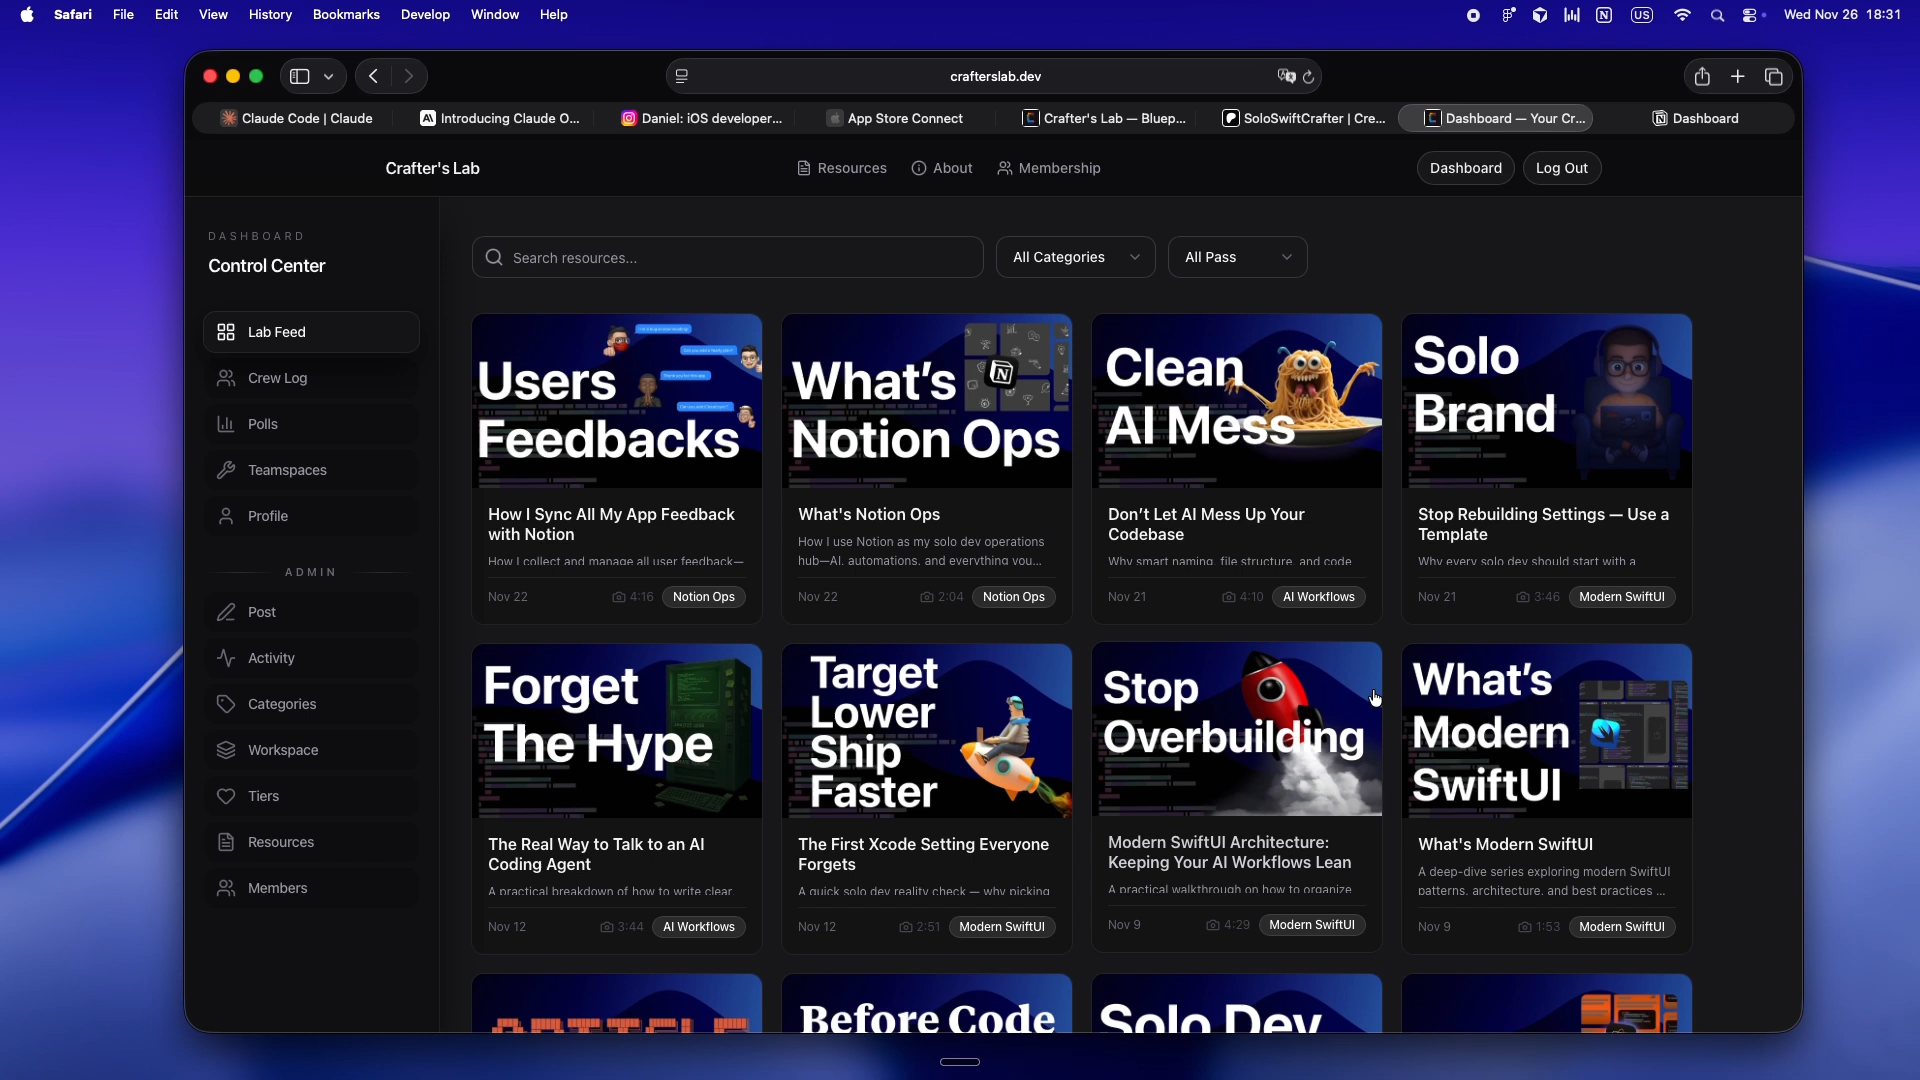 Safari File Edit View History Bookmarks Develop Window Help
US Wed Nov 26 18:31
crafterslab.dev
Claude Code | Claude
Introducing Claude O...
Daniel: iOS developer...
App Store Connect
Crafter's Lab — Bluep...
SoloSwiftCrafter | Cre...
Dashboard — Your Cr...
Dashboard
Crafter's Lab
Resources
About
Membership
Dashboard
Log Out
DASHBOARD
Control Center
Lab Feed
Crew Log
Polls
Teamspaces
Profile
ADMIN
Post
Activity
Categories
Workspace
Tiers
Resources
Members
Search resources...
All Categories
All Pass
Users
Feedbacks
How I Sync All My App Feedback
with Notion
How I collect and manage all user feedback—
Nov 22 4:16 Notion Ops
What's
Notion Ops
What's Notion Ops
How I use Notion as my solo dev operations
hub—AI, automations, and everything you...
Nov 22 2:04 Notion Ops
Clean
AI Mess
Don't Let AI Mess Up Your
Codebase
Why smart naming, file structure, and code
Nov 21 4:10 AI Workflows
Solo
Brand
Stop Rebuilding Settings — Use a
Template
Why every solo dev should start with a
Nov 21 3:46 Modern SwiftUI
Forget
The Hype
The Real Way to Talk to an AI
Coding Agent
A practical breakdown of how to write clear,
Nov 12 3:44 AI Workflows
Target
Lower
Ship
Faster
The First Xcode Setting Everyone
Forgets
A quick solo dev reality check — why picking
Nov 12 2:51 Modern SwiftUI
Stop
Overbuilding
Modern SwiftUI Architecture:
Keeping Your AI Workflows Lean
A practical walkthrough on how to organize
Nov 9 4:29 Modern SwiftUI
What's
Modern
SwiftUI
What's Modern SwiftUI
A deep-dive series exploring modern SwiftUI
patterns, architecture, and best practices ...
Nov 9 1:53 Modern SwiftUI
Before Code
Solo Dev